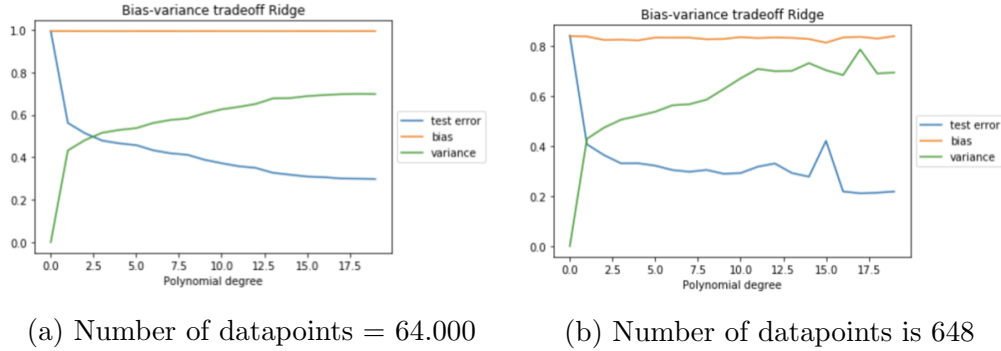 Bias-variance tradeoff Ridge
1.0
0.8
0.6
0.4
0.2
0.0
0.0 2.5 5.0 7.5 10.0 12.5 15.0 17.5
Polynomial degree
test error
bias
variance
(a) Number of datapoints = 64.000
Bias-variance tradeoff Ridge
0.8
0.6
0.4
0.2
0.0
0.0 2.5 5.0 7.5 10.0 12.5 15.0 17.5
Polynomial degree
test error
bias
variance
(b) Number of datapoints is 648